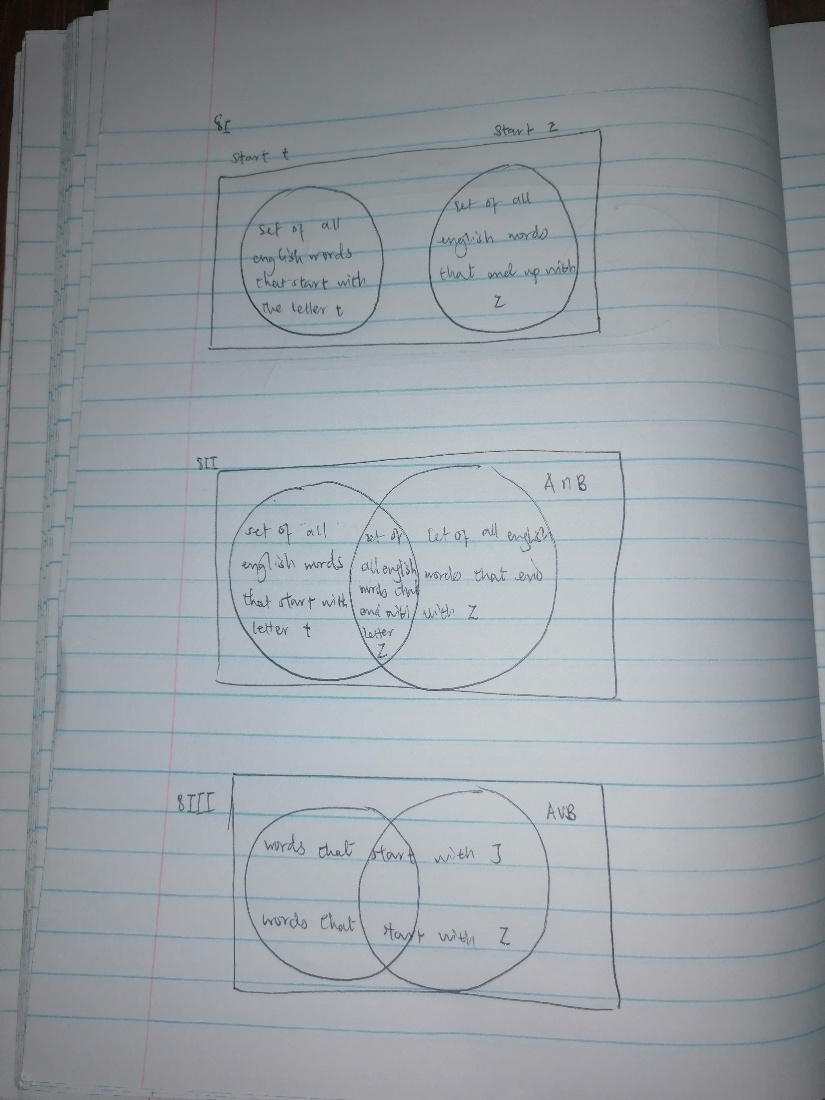 8I
start t
start Z
set of all
english words
that start with
the letter t
set of all
english words
that end up with
Z
8II
A∩B
set of all
english words
that start with
letter t
set of
all english
words that
end with
letter
Z
set of all english
words that end
with Z
8III
AUB
words that start with J
words that start with Z